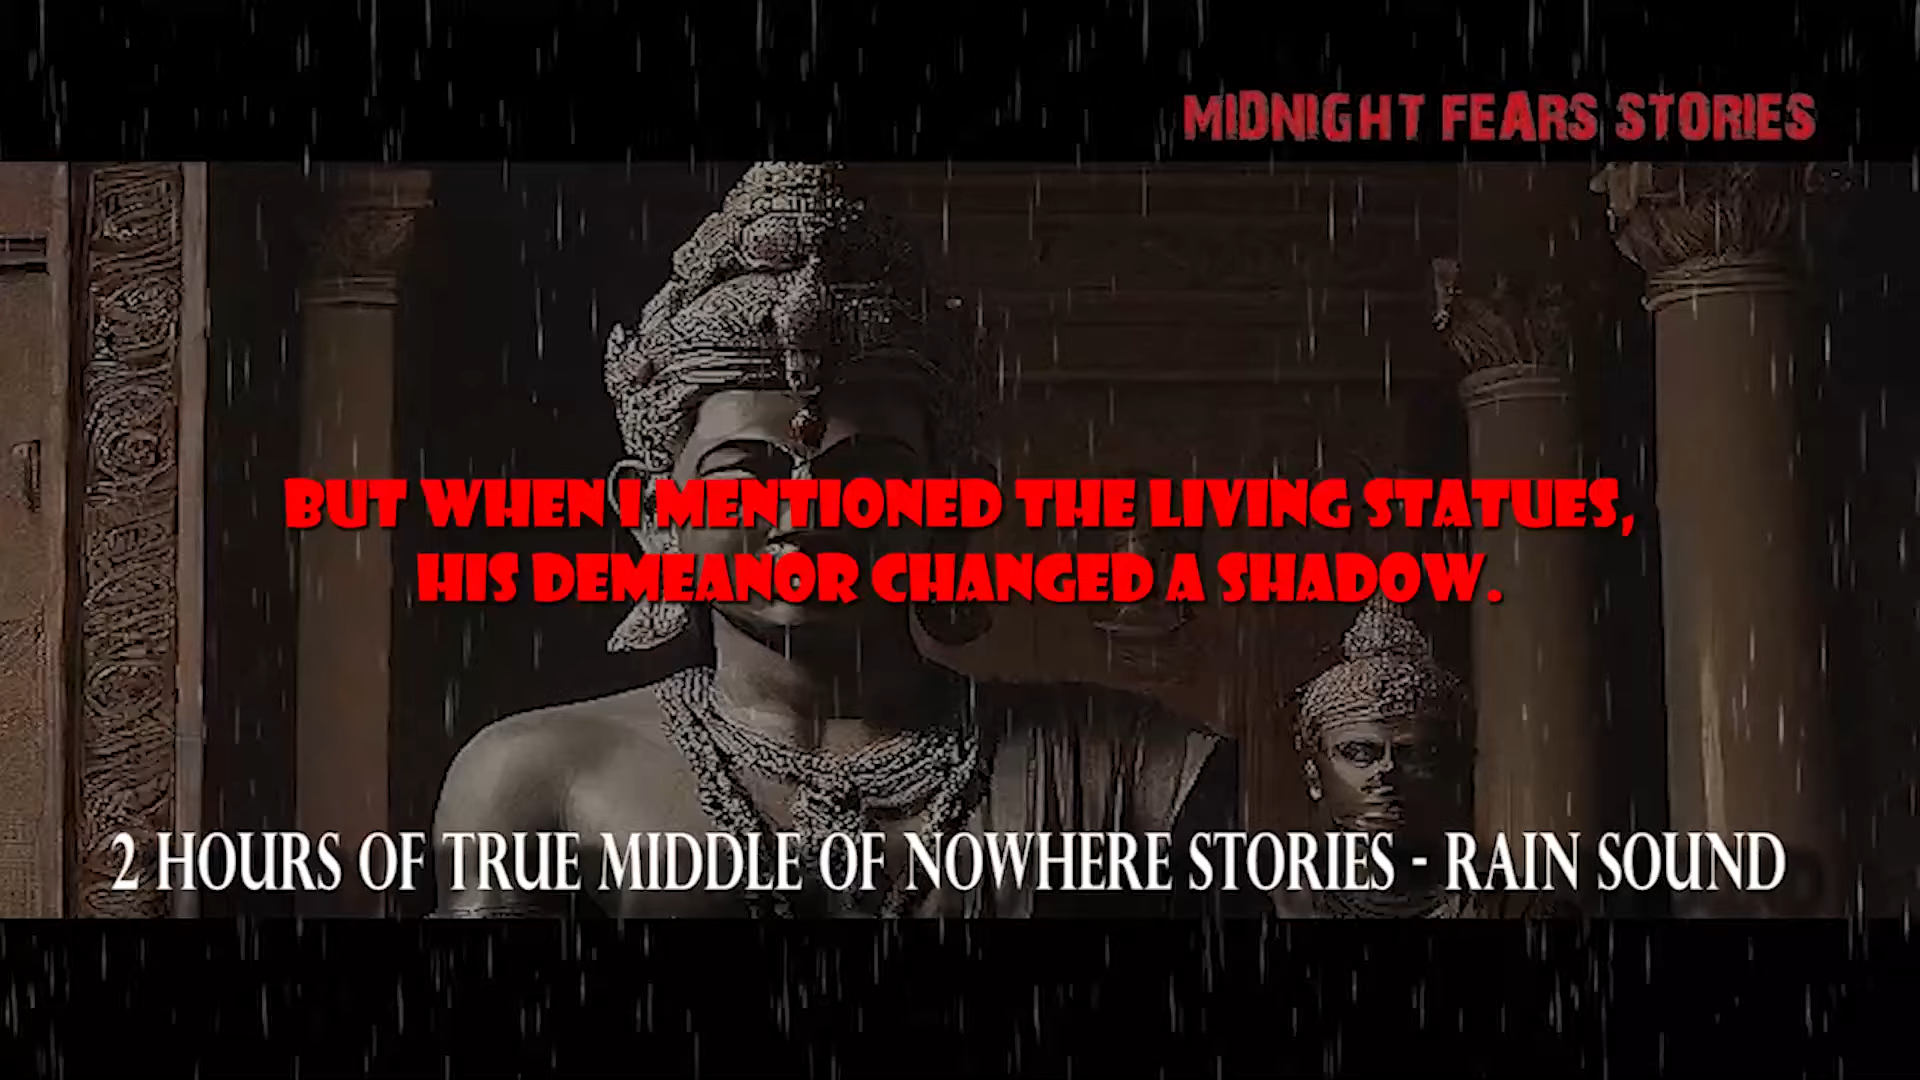 MIDNIGHT FEARS STORIES
BUT WHEN I MENTIONED THE LIVING STATUES,
HIS DEMEANOR CHANGED A SHADOW.
2 HOURS OF TRUE MIDDLE OF NOWHERE STORIES - RAIN SOUND